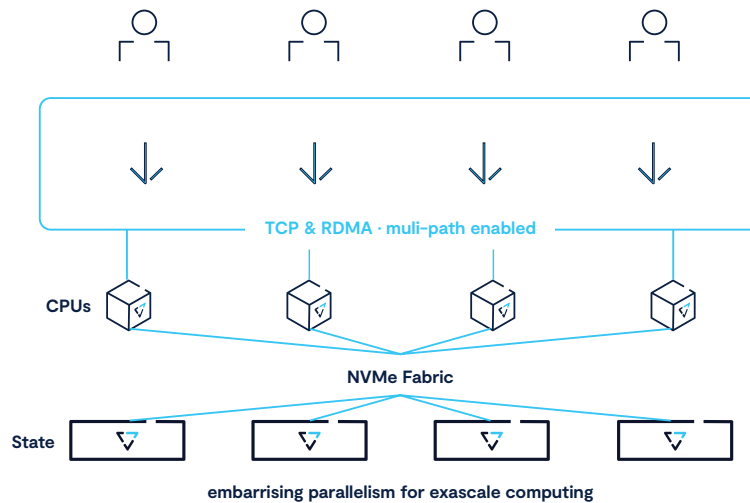 TCP & RDMA · muli-path enabled
CPUs
NVMe Fabric
State
embarrising parallelism for exascale computing